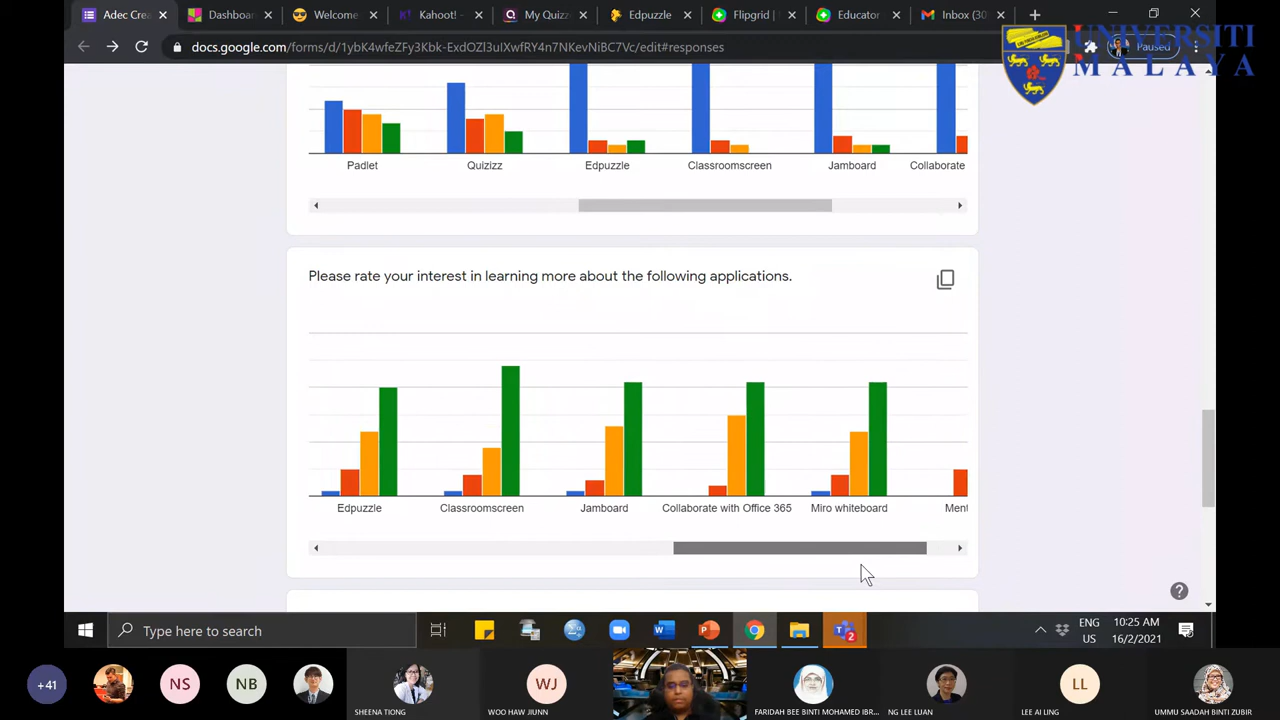 Adec Crea
Dashboar
Welcome
Kahoot! -
My Quizz
Edpuzzle
Flipgrid |
Educator
Inbox (30
docs.google.com/forms/d/1ybK4wfeZFy3Kbk-ExdOZl3uIXwfRY4n7NKevNiBC7Vc/edit#responses
Paused
UNIVERSITI
MALAYA
Padlet
Quizizz
Edpuzzle
Classroomscreen
Jamboard
Collaborate
Please rate your interest in learning more about the following applications.
Edpuzzle
Classroomscreen
Jamboard
Collaborate with Office 365
Miro whiteboard
Ment
Type here to search
2
ENG
US
10:25 AM
16/2/2021
+41
NS
NB
SHEENA TIONG
WJ
WOO HAW JIUNN
FARIDAH BEE BINTI MOHAMED IBR...
NG LEE LUAN
LL
LEE AI LING
UMMU SAADAH BINTI ZUBIR